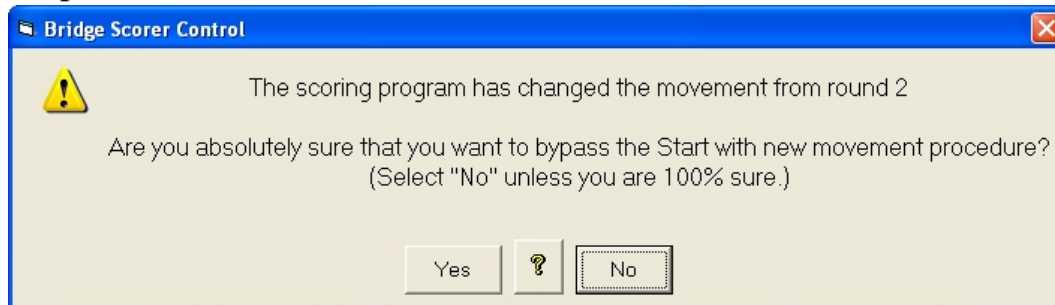 Bridge Scorer Control
The scoring program has changed the movement from round 2
Are you absolutely sure that you want to bypass the Start with new movement procedure?
(Select "No" unless you are 100% sure.)
Yes ? No